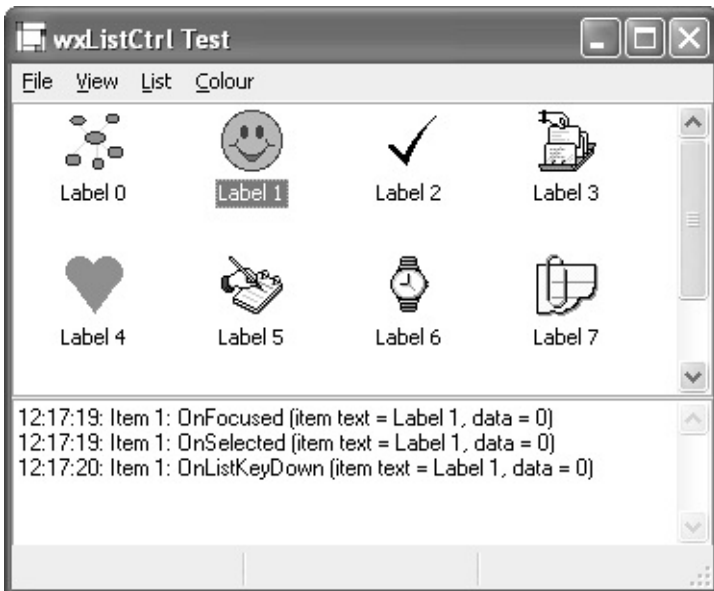 wxListCtrl Test
File View List Colour
Label 0 Label 1 Label 2 Label 3
Label 4 Label 5 Label 6 Label 7
12:17:19: Item 1: OnFocused (item text = Label 1, data = 0)
12:17:19: Item 1: OnSelected (item text = Label 1, data = 0)
12:17:20: Item 1: OnListKeyDown (item text = Label 1, data = 0)